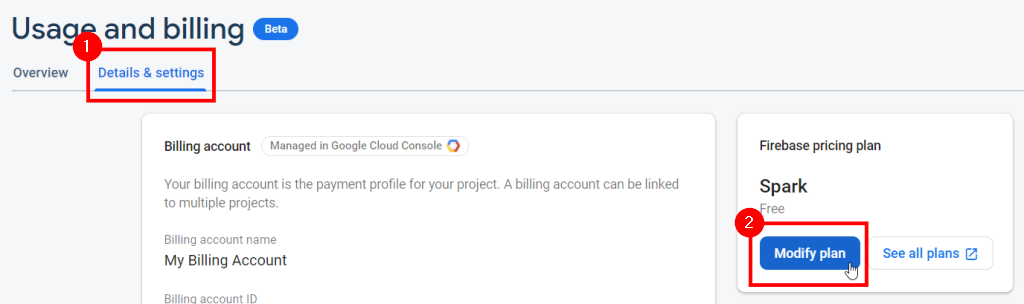 Usage and billing Beta
1
Overview Details & settings
Billing account Managed in Google Cloud Console
Your billing account is the payment profile for your project. A billing account can be linked
to multiple projects.
Billing account name
My Billing Account
Billing account ID
Firebase pricing plan
Spark
Free
2
Modify plan See all plans